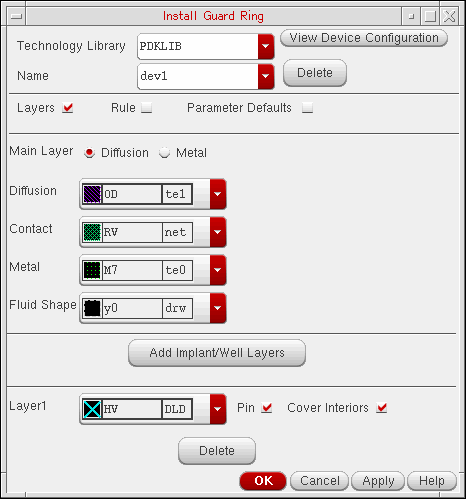 Install Guard Ring
Technology Library PDKLIB View Device Configuration
Name dev1 Delete
Layers Rule Parameter Defaults
Main Layer Diffusion Metal
Diffusion OD te1
Contact RV net
Metal M7 te0
Fluid Shape y0 drw
Add Implant/Well Layers
Layer1 HV DLD Pin Cover Interiors
Delete
OK Cancel Apply Help